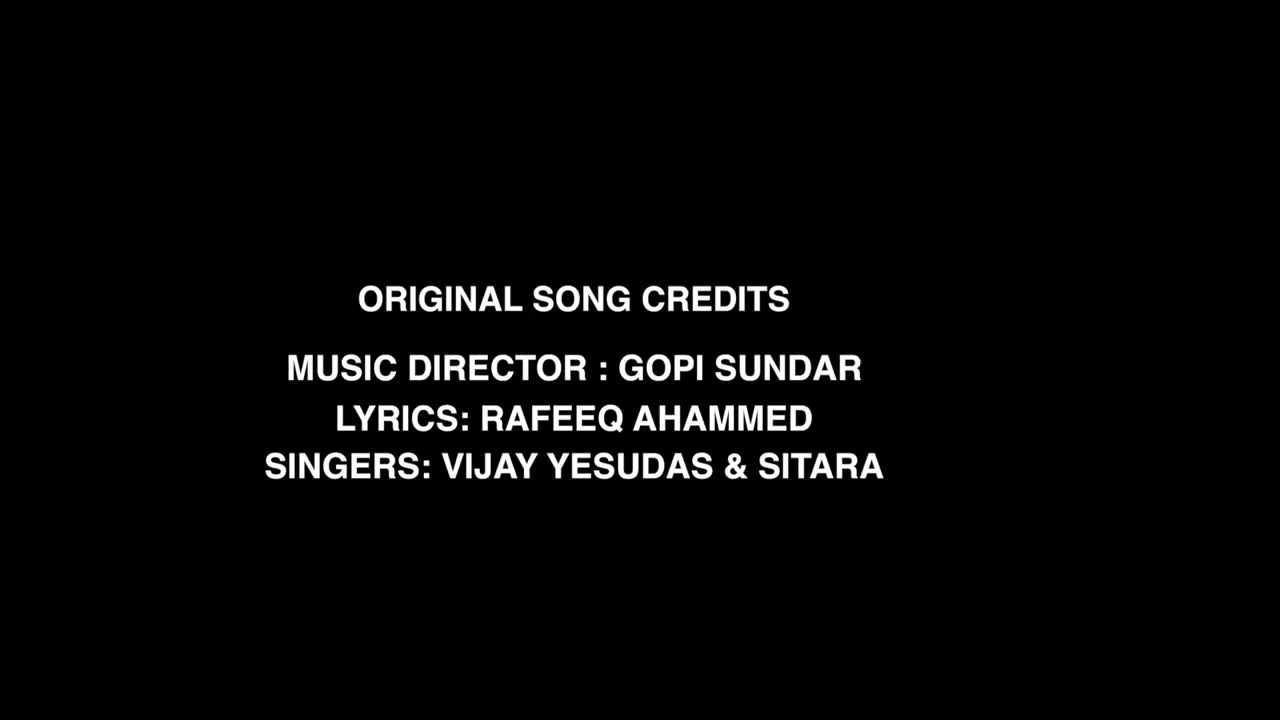 ORIGINAL SONG CREDITS
MUSIC DIRECTOR : GOPI SUNDAR
LYRICS: RAFEEQ AHAMMED
SINGERS: VIJAY YESUDAS & SITARA